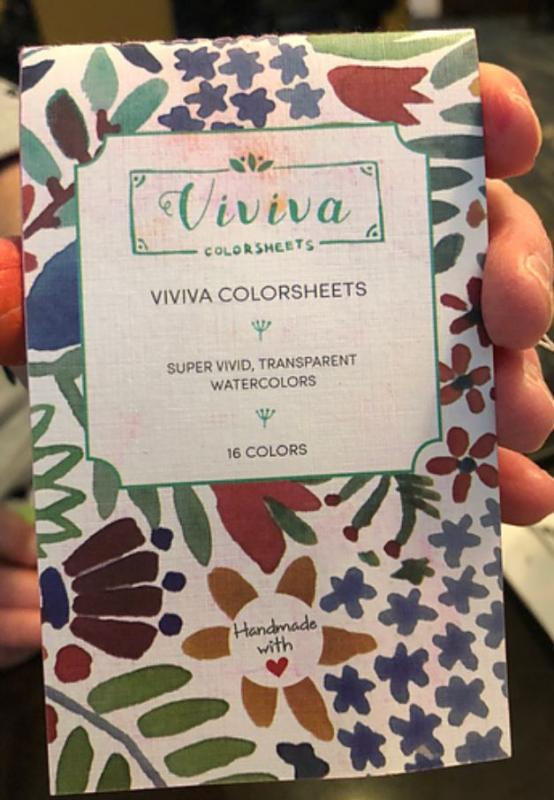 Viviva
COLORSHEETS
VIVIVA COLORSHEETS
SUPER VIVID, TRANSPARENT
WATERCOLORS
16 COLORS
Handmade
with